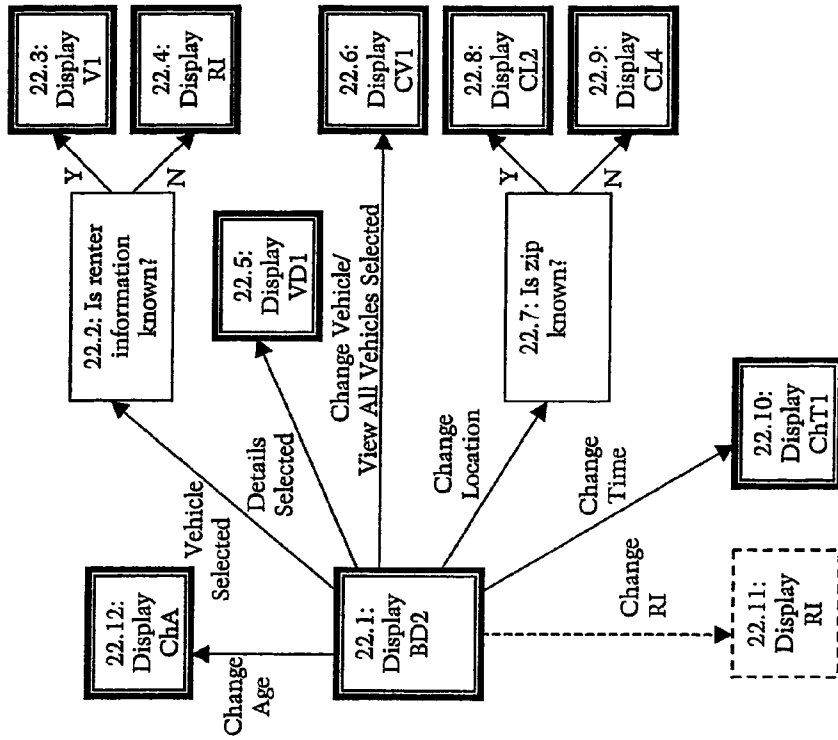 22.3:
Display
V1
22.4:
Display
RI
Y
N
22.2: Is renter
information
known?
22.5:
Display
VD1
22.6:
Display
CV1
22.8:
Display
CL2
22.9:
Display
CL4
Y
N
22.7: Is zip
known?
Vehicle
Selected
Details
Selected
Change Vehicle/
View All Vehicles Selected
Change
Location
Change
Time
22.10:
Display
ChT1
22.12:
Display
ChA
Change
Age
22.1:
Display
BD2
Change
RI
22.11:
Display
RI